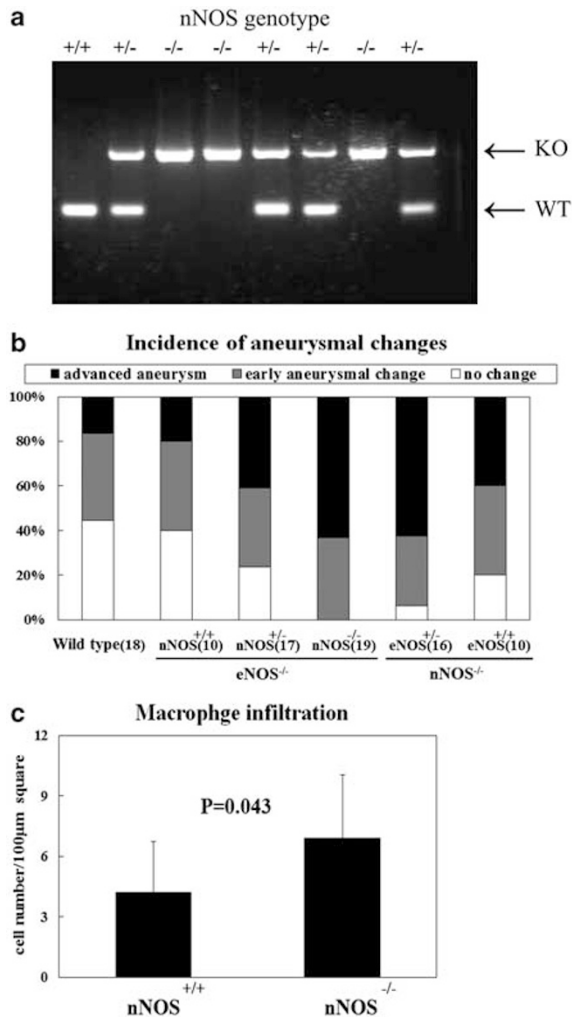 a
nNOS genotype
+/+ +/- -/- -/- +/- +/- -/- +/-
KO
WT
b
Incidence of aneurysmal changes
advanced aneurysm early aneurysmal change no change
100%
80%
60%
40%
20%
0%
Wild type(18) nNOS+/+(10) nNOS+/-(17) nNOS-/-(19) eNOS+/-(16) eNOS+/+(10)
eNOS-/- nNOS-/-
c
Macrophge infiltration
cell number/100μm square
12
9
6
3
0
P=0.043
nNOS+/+ nNOS-/-